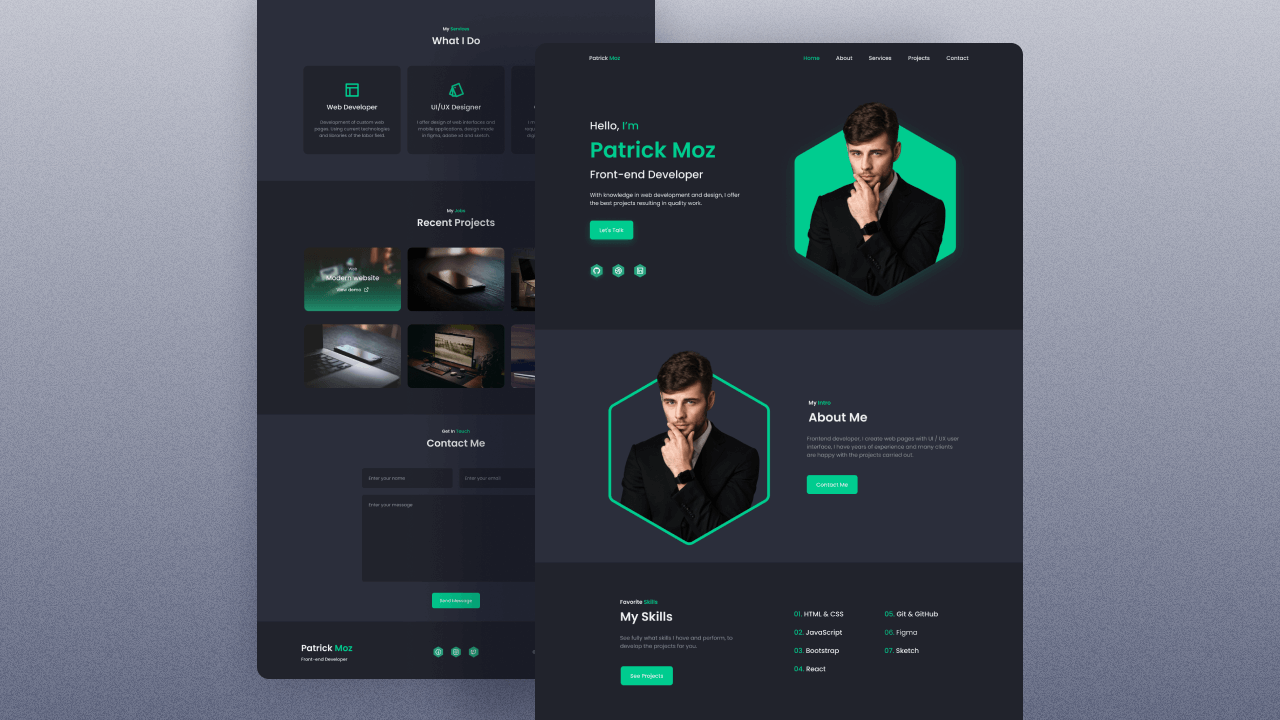 My Services
What I Do
Web Developer
Development of custom web
pages. Using current technologies
and libraries of the labor field.
UI/UX Designer
I offer design of web interfaces and
mobile applications, design made
in figma, adobe xd and sketch.
My Jobs
Recent Projects
Modern website
View demo
Get In Touch
Contact Me
Enter your name
Enter your email
Enter your message
Send Message
Patrick Moz
Front-end Developer
Patrick Moz
Home
About
Services
Projects
Contact
Hello, I'm
Patrick Moz
Front-end Developer
With knowledge in web development and design, I offer
the best projects resulting in quality work.
Let's Talk
My Intro
About Me
Frontend developer, I create web pages with UI / UX user
interface, I have years of experience and many clients
are happy with the projects carried out.
Contact Me
Favorite Skills
My Skills
See fully what skills I have and perform, to
develop the projects for you.
See Projects
01. HTML & CSS
02. JavaScript
03. Bootstrap
04. React
05. Git & GitHub
06. Figma
07. Sketch